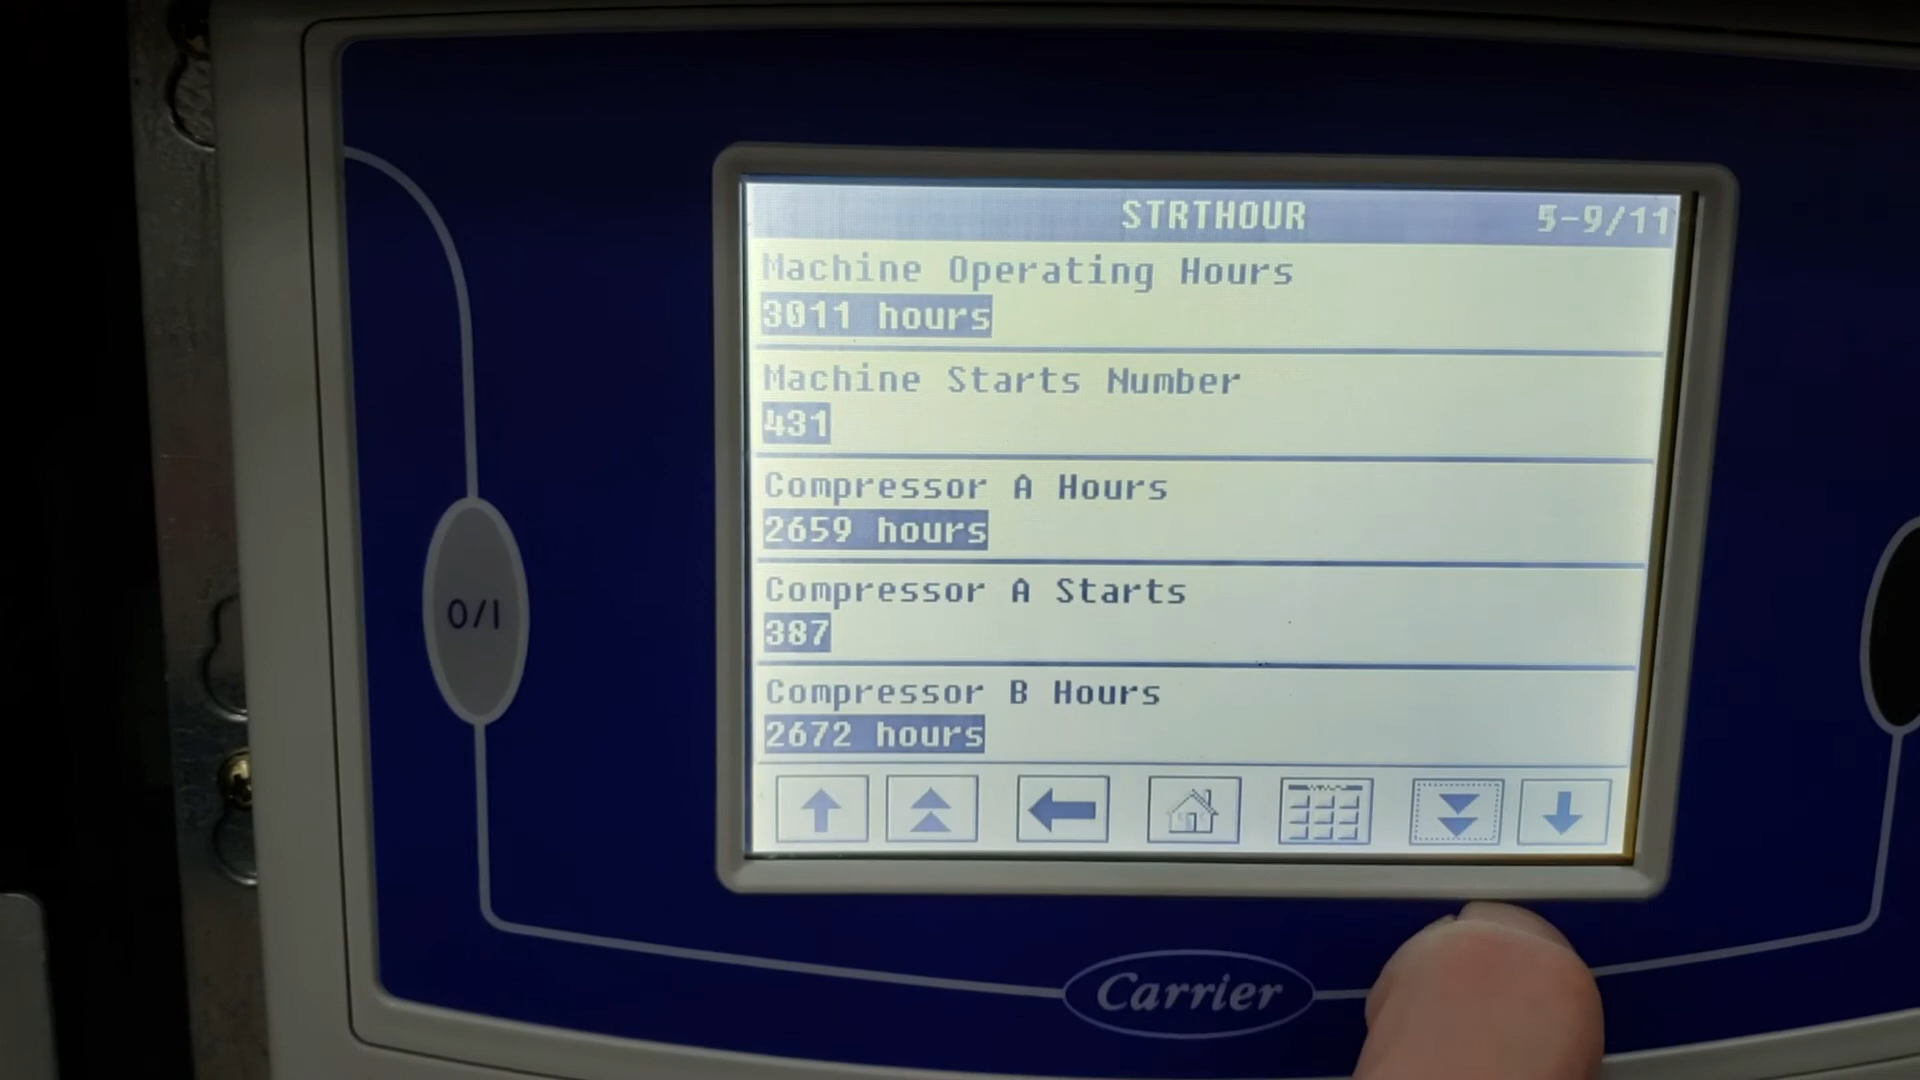 STRTHOUR 5-9/11
Machine Operating Hours
3011 hours
Machine Starts Number
431
Compressor A Hours
2659 hours
Compressor A Starts
387
Compressor B Hours
2672 hours
O/I
Carrier